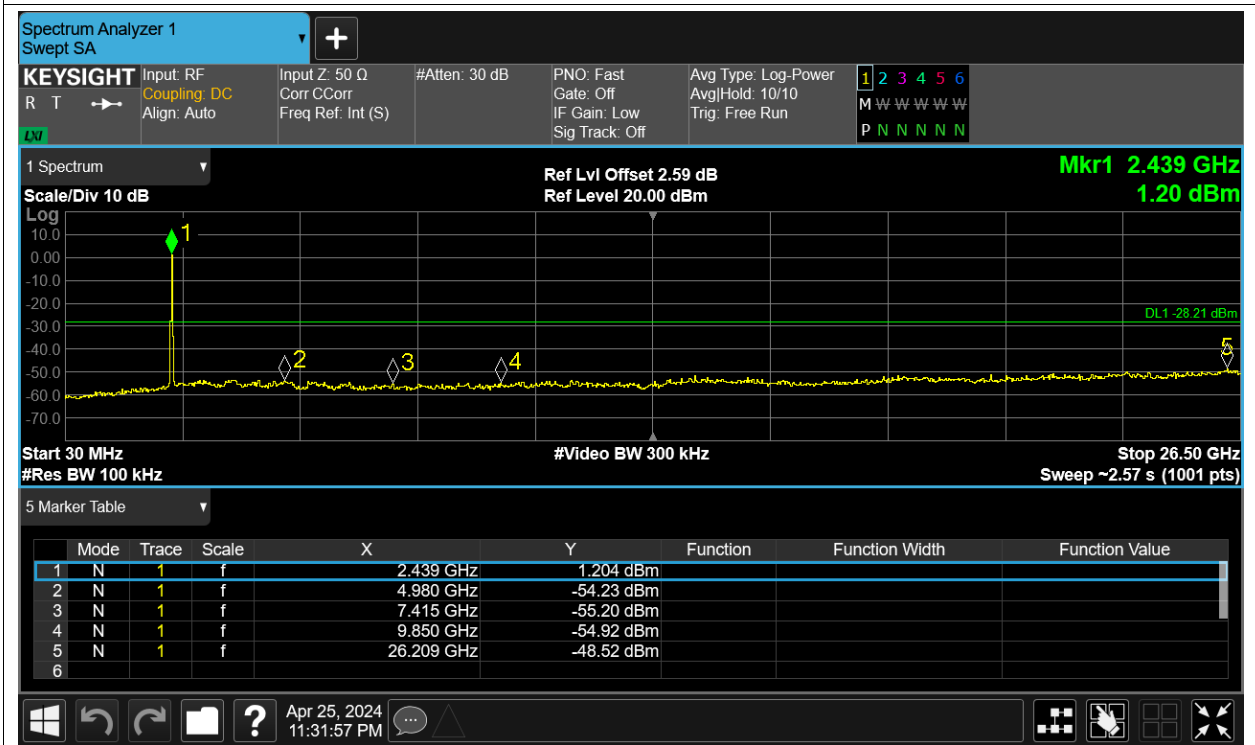 Spectrum Analyzer 1
Swept SA
KEYSIGHT
R T
LXI
Input: RF
Coupling: DC
Align: Auto
Input Z: 50 Ω
Corr CCorr
Freq Ref: Int (S)
#Atten: 30 dB
PNO: Fast
Gate: Off
IF Gain: Low
Sig Track: Off
Avg Type: Log-Power
Avg|Hold: 10/10
Trig: Free Run
1 2 3 4 5 6
M W W W W W
P N N N N N
1 Spectrum
Scale/Div 10 dB
Ref Lvl Offset 2.59 dB
Ref Level 20.00 dBm
Mkr1 2.439 GHz
1.20 dBm
Log
10.0
0.00
-10.0
-20.0
-30.0
-40.0
-50.0
-60.0
-70.0
1
2
3
4
5
DL1 -28.21 dBm
Start 30 MHz
#Video BW 300 kHz
Stop 26.50 GHz
#Res BW 100 kHz
Sweep ~2.57 s (1001 pts)
5 Marker Table
Mode Trace Scale X Y Function Function Width Function Value
1 N 1 f 2.439 GHz 1.204 dBm
2 N 1 f 4.980 GHz -54.23 dBm
3 N 1 f 7.415 GHz -55.20 dBm
4 N 1 f 9.850 GHz -54.92 dBm
5 N 1 f 26.209 GHz -48.52 dBm
6
?
Apr 25, 2024
11:31:57 PM